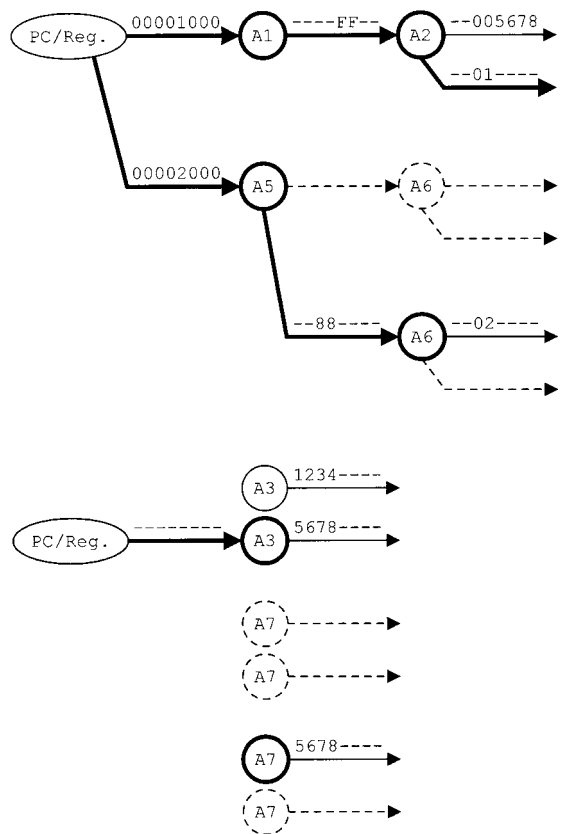 PC/Reg. 00001000 A1 ----FF-- A2 --005678
--01----
00002000 A5 A6
--88---- A6 --02----
A3 1234----
PC/Reg. -------- A3 5678----
A7
A7
A7 5678----
A7